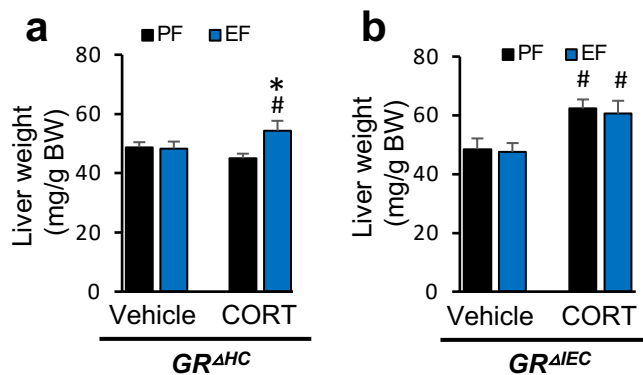 a
PF EF
Liver weight
(mg/g BW)
80
60
40
20
0
*
#
Vehicle CORT
GR^ΔHC
b
PF EF
Liver weight
(mg/g BW)
80
60
40
20
0
# #
Vehicle CORT
GR^ΔIEC